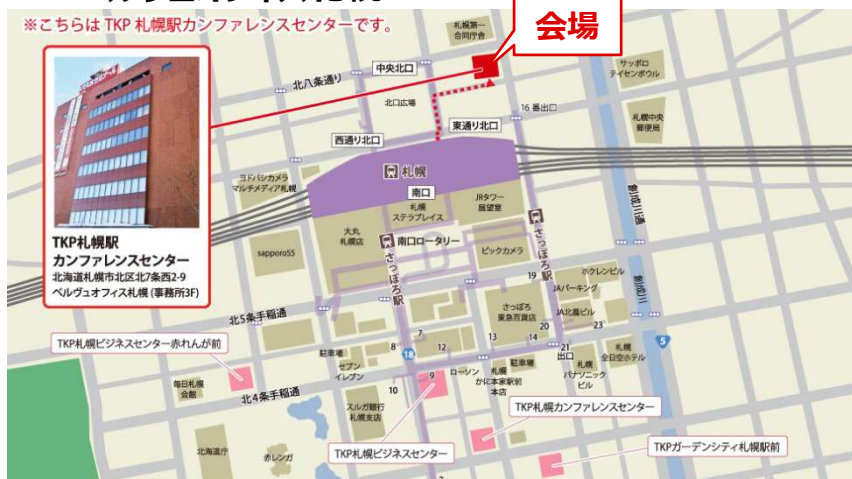 ※こちらは TKP 札幌駅カンファレンスセンターです。
会場
札幌第一
合同庁舎
サッポロ
テイセンボウル
中央北口
北八条通り
北口広場
16 番出口
札幌中央
郵便局
西通り北口
東通り北口
札幌
ヨドバシカメラ
マルチメディア札幌
南口
札幌
ステラプレイス
JRタワー
展望室
創成川通
大丸
札幌店
南口ロータリー
さっぽろ駅
さっぽろ駅
ビックカメラ
sapporo55
TKP札幌駅
カンファレンスセンター
北海道札幌市北区北7条西2-9
ベルヴュオフィス札幌 (事務所3F)
19
ホクレンビル
JAパーキング
創成川
さっぽろ
東急百貨店
JA北農ビル
北5条手稲通
20
23
7
13
14
5
TKP札幌ビジネスセンター赤れんが前
駐車場
8
18
12
21
出口
札幌
全日空ホテル
セブン
イレブン
9
ローソン
札幌
かに本家駅前
本店
駐車場
札幌
パナソニック
ビル
毎日札幌
会館
北4条手稲通
10
スルガ銀行
札幌支店
TKP札幌カンファレンスセンター
北海道庁
赤レンガ
TKP札幌ビジネスセンター
TKPガーデンシティ札幌駅前